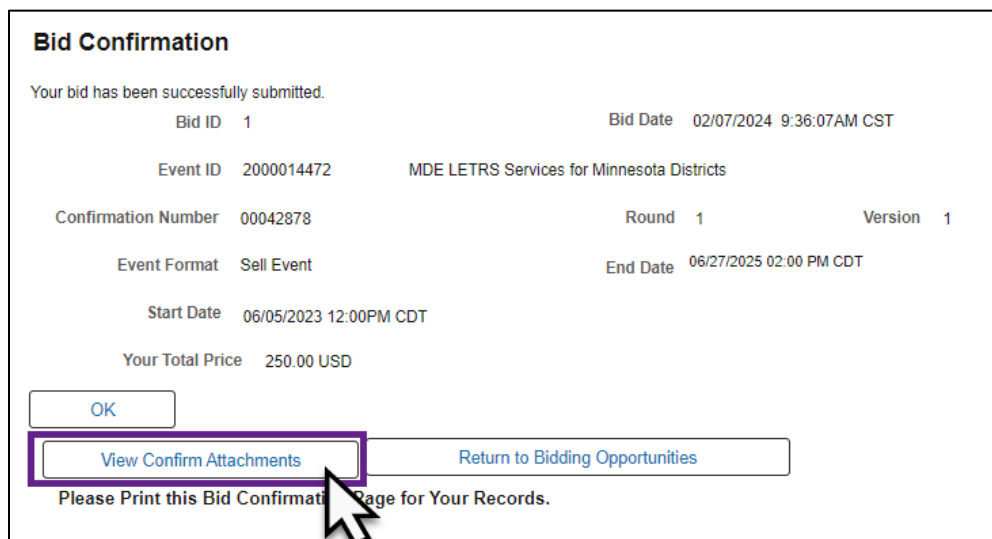 Bid Confirmation
Your bid has been successfully submitted.
Bid ID 1 Bid Date 02/07/2024 9:36:07AM CST
Event ID 2000014472 MDE LETRS Services for Minnesota Districts
Confirmation Number 00042878 Round 1 Version 1
Event Format Sell Event End Date 06/27/2025 02:00 PM CDT
Start Date 06/05/2023 12:00PM CDT
Your Total Price 250.00 USD
OK
View Confirm Attachments Return to Bidding Opportunities
Please Print this Bid Confirmation Page for Your Records.